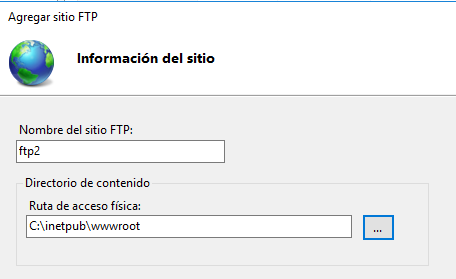 Agregar sitio FTP
Información del sitio
Nombre del sitio FTP:
ftp2
Directorio de contenido
Ruta de acceso física:
C:\inetpub\wwwroot
...